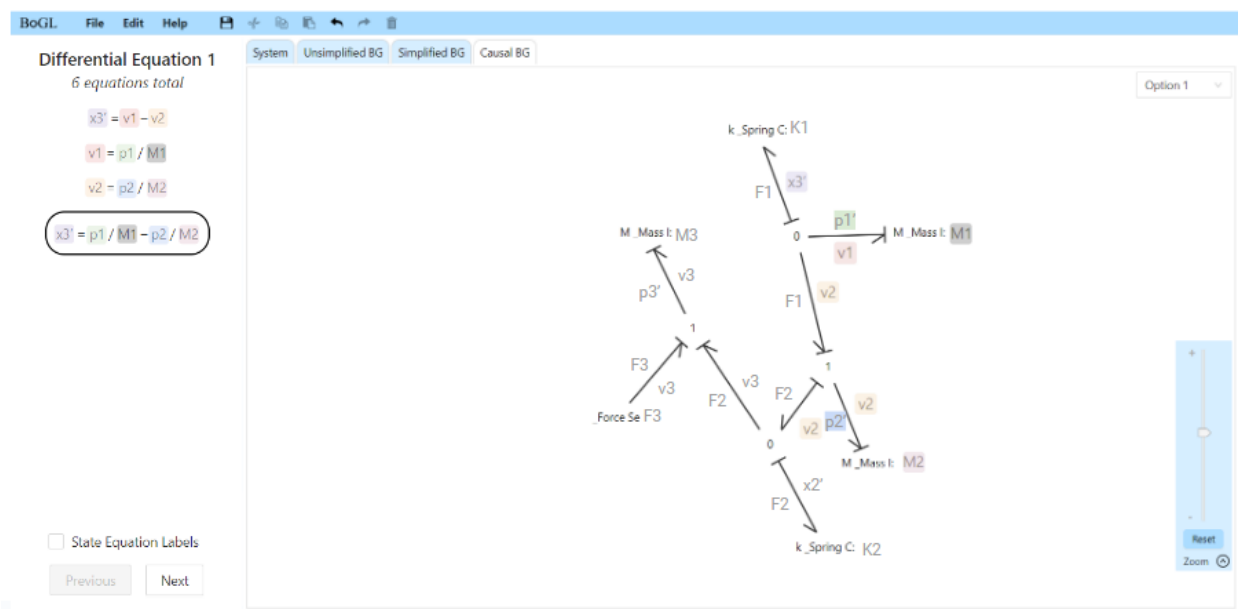 BoGL File Edit Help
Differential Equation 1
6 equations total
x3' = v1 – v2
v1 = p1 / M1
v2 = p2 / M2
x3' = p1 / M1 – p2 / M2
State Equation Labels
Previous Next
System Unsimplified BG Simplified BG Causal BG
Option 1
k _Spring C: K1
F1 x3'
p1'
M _Mass I: M3
0
M _Mass I: M1
v1
v3
p3'
F1 v2
1
F3
1
v3
v3
F2
F2
v2
_Force Se F3
v2 p2'
0
M _Mass I: M2
x2'
F2
k _Spring C: K2
+
-
Reset
Zoom